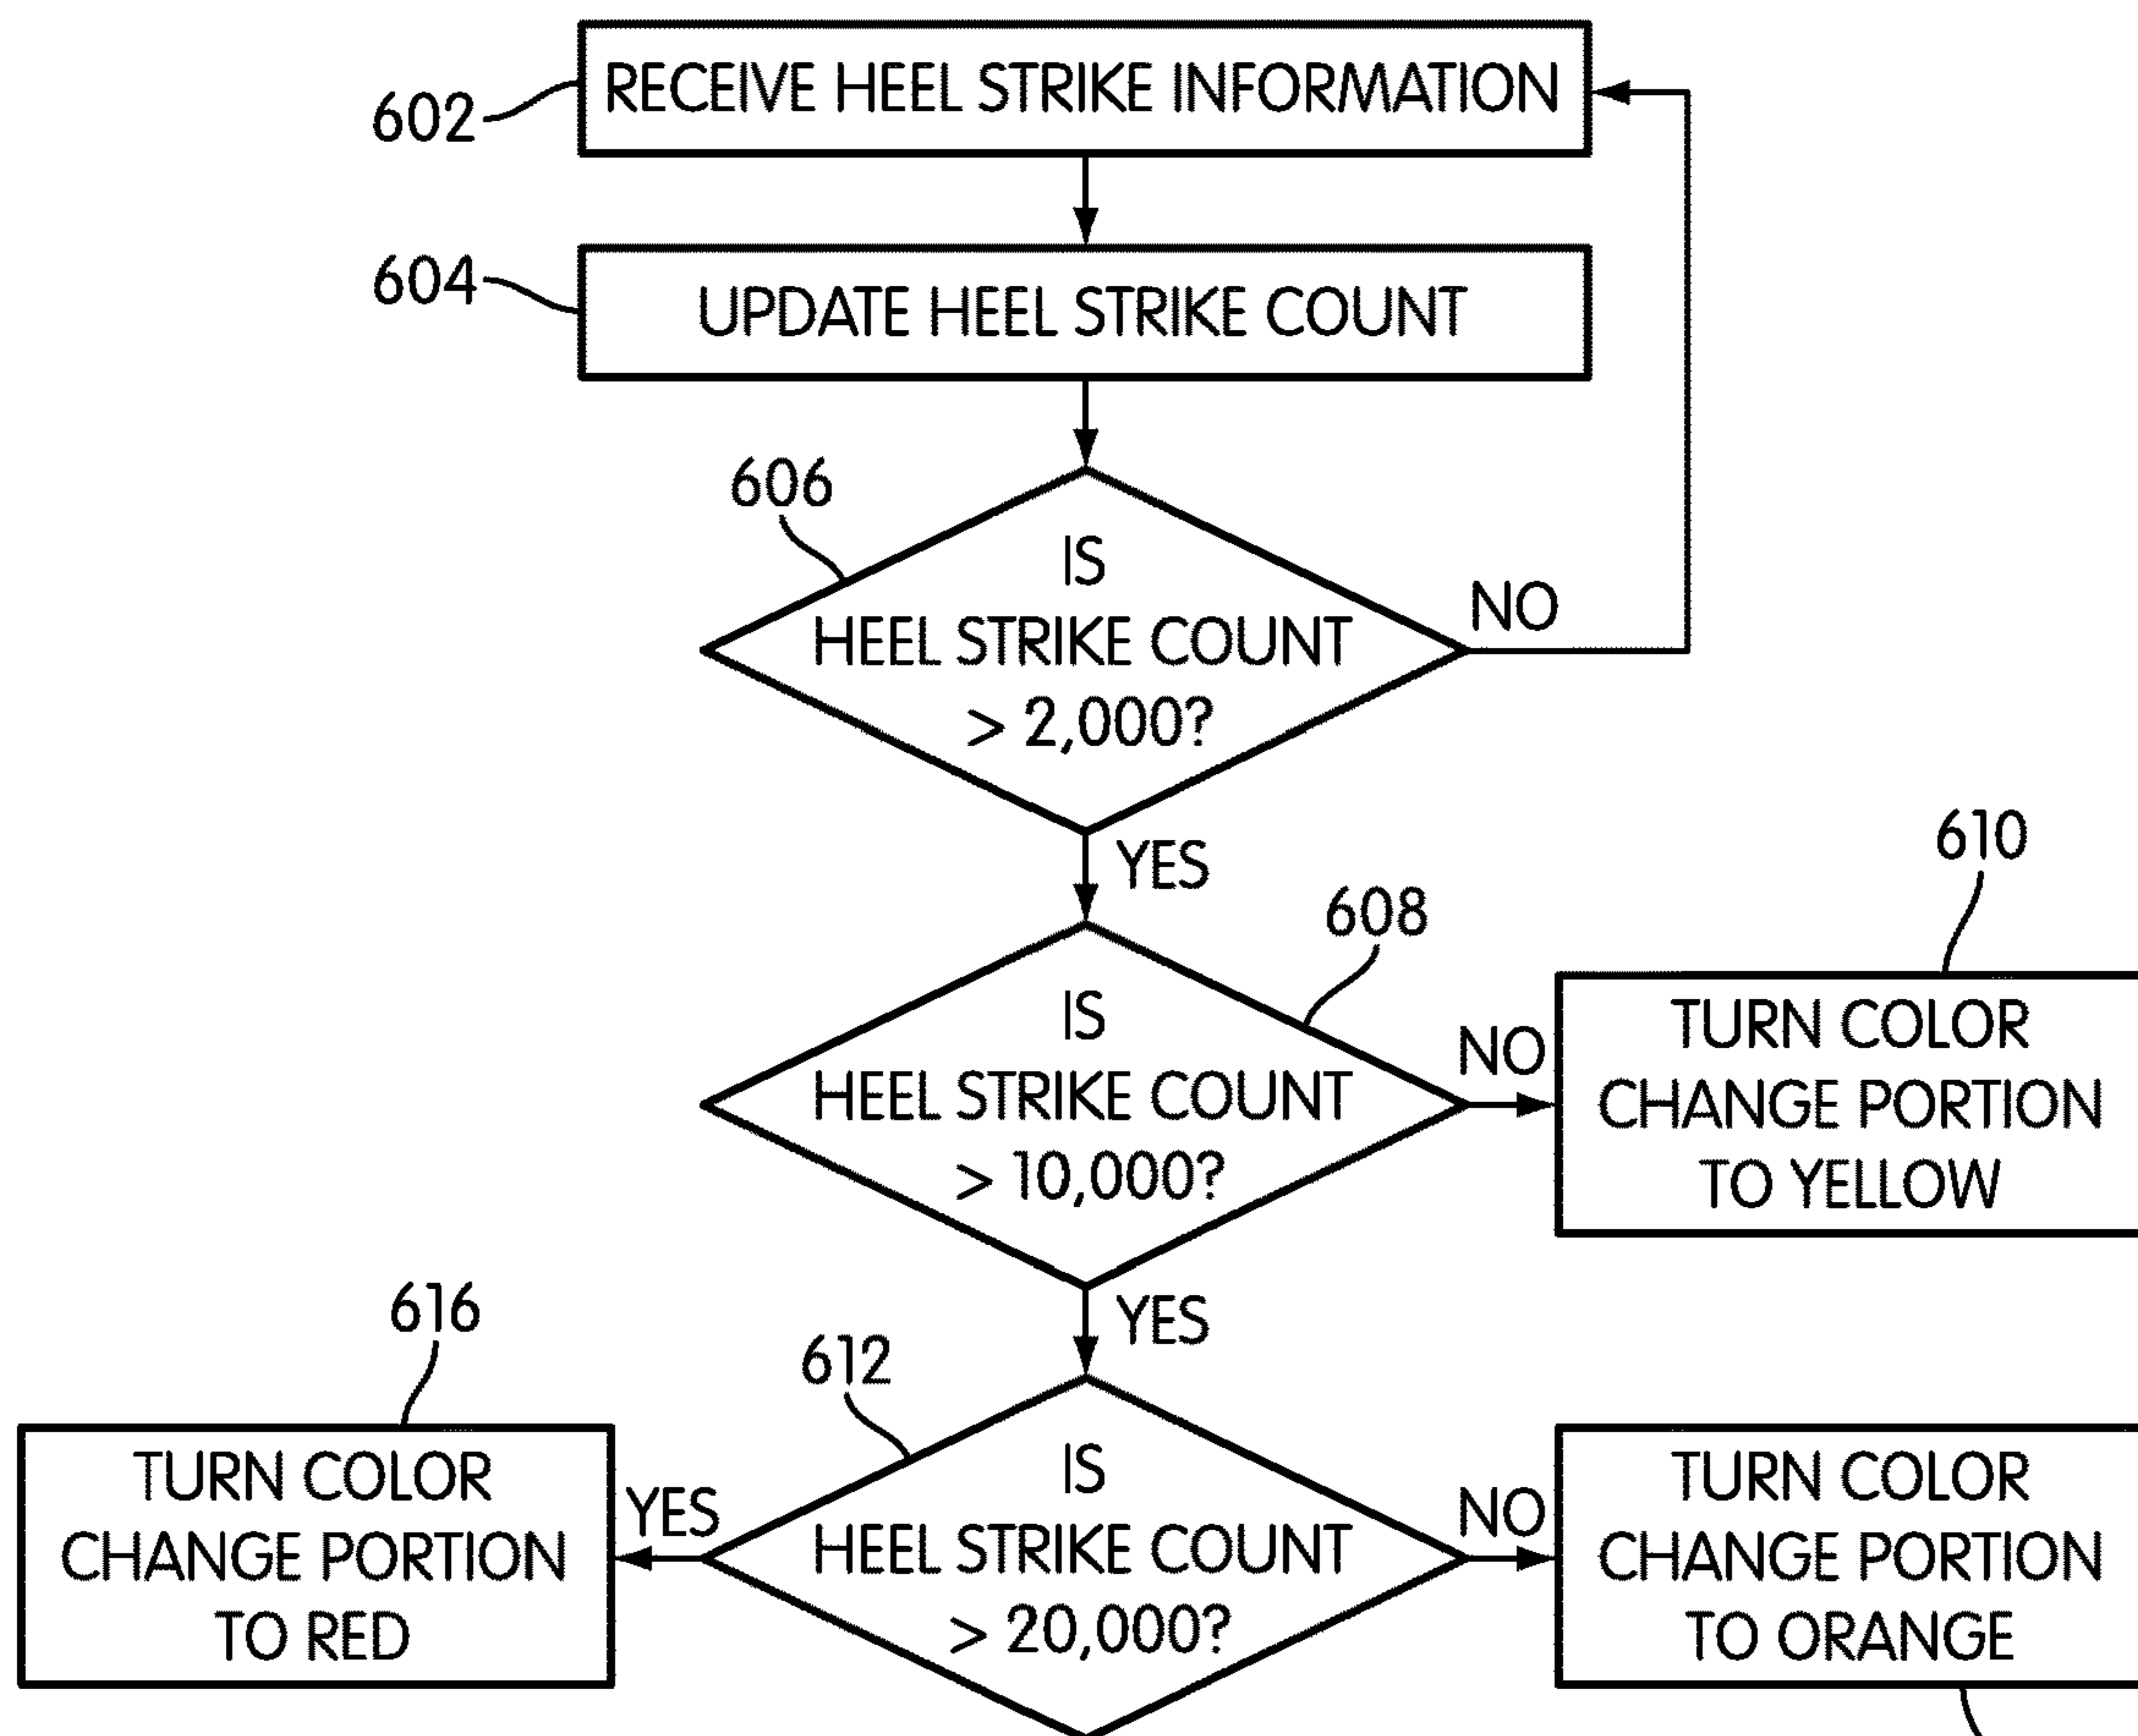 RECEIVE HEEL STRIKE INFORMATION
602
604
UPDATE HEEL STRIKE COUNT
606
IS
HEEL STRIKE COUNT
> 2,000?
NO
YES
610
608
IS
HEEL STRIKE COUNT
> 10,000?
NO
TURN COLOR
CHANGE PORTION
TO YELLOW
YES
616
612
TURN COLOR
CHANGE PORTION
TO RED
YES
IS
HEEL STRIKE COUNT
> 20,000?
NO
TURN COLOR
CHANGE PORTION
TO ORANGE